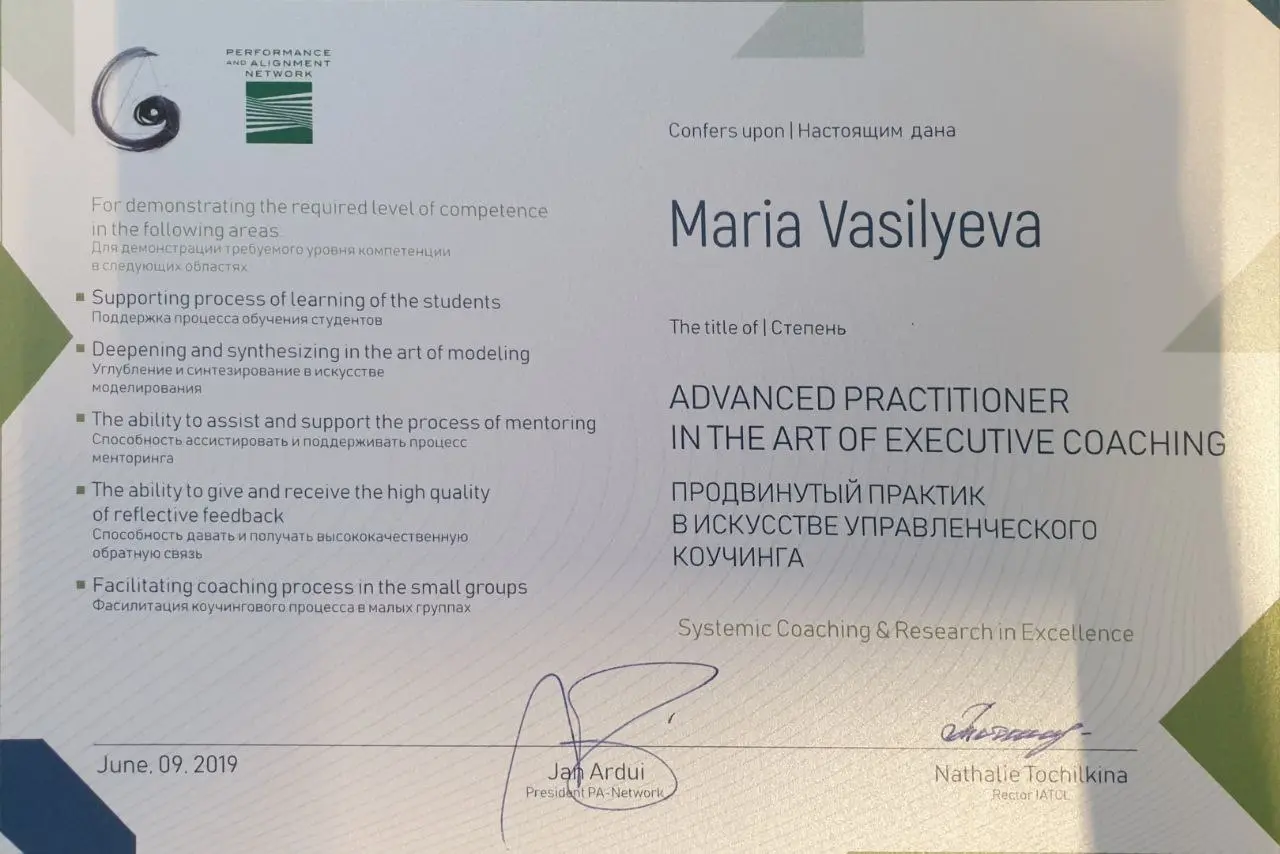 PERFORMANCE
AND ALIGNMENT
NETWORK
For demonstrating the required level of competence
in the following areas
Для демонстрации требуемого уровня компетенции
в следующих областях
Supporting process of learning of the students
Поддержка процесса обучения студентов
Deepening and synthesizing in the art of modeling
Углубление и синтезирование в искусстве
моделирования
The ability to assist and support the process of mentoring
Способность ассистировать и поддерживать процесс
менторинга
The ability to give and receive the high quality
of reflective feedback
Способность давать и получать высококачественную
обратную связь
Facilitating coaching process in the small groups
Фасилитация коучингового процесса в малых группах
Confers upon | Настоящим дана
Maria Vasilyeva
The title of | Степень
ADVANCED PRACTITIONER
IN THE ART OF EXECUTIVE COACHING
ПРОДВИНУТЫЙ ПРАКТИК
В ИСКУССТВЕ УПРАВЛЕНЧЕСКОГО
КОУЧИНГА
Systemic Coaching & Research in Excellence
June. 09. 2019
Jan Ardui
President PA-Network
Nathalie Tochilkina
Rector IATCL